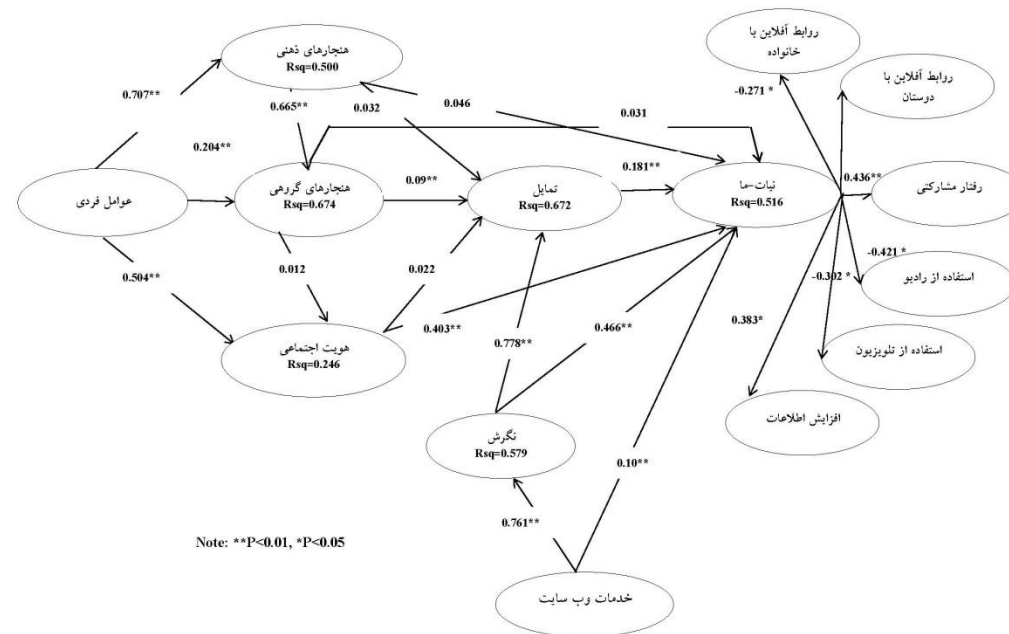 روابط آفلاین با
خانواده
هنجارهای ذهنی
Rsq=0.500
روابط آفلاین با
دوستان
-0.271 *
0.707**
0.665**
0.032
0.046
0.031
0.204**
0.181**
هنجارهای گروهی
Rsq=0.674
0.09**
تمایل
Rsq=0.672
نیات-ما
Rsq=0.516
0.436**
رفتار مشارکتی
عوامل فردی
0.504**
0.012
0.022
-0.421 *
-0.302 *
استفاده از رادیو
0.403**
0.466**
0.383*
هویت اجتماعی
Rsq=0.246
0.778**
استفاده از تلویزیون
افزایش اطلاعات
نگرش
Rsq=0.579
0.10**
0.761**
Note: **P<0.01, *P<0.05
خدمات وب سایت